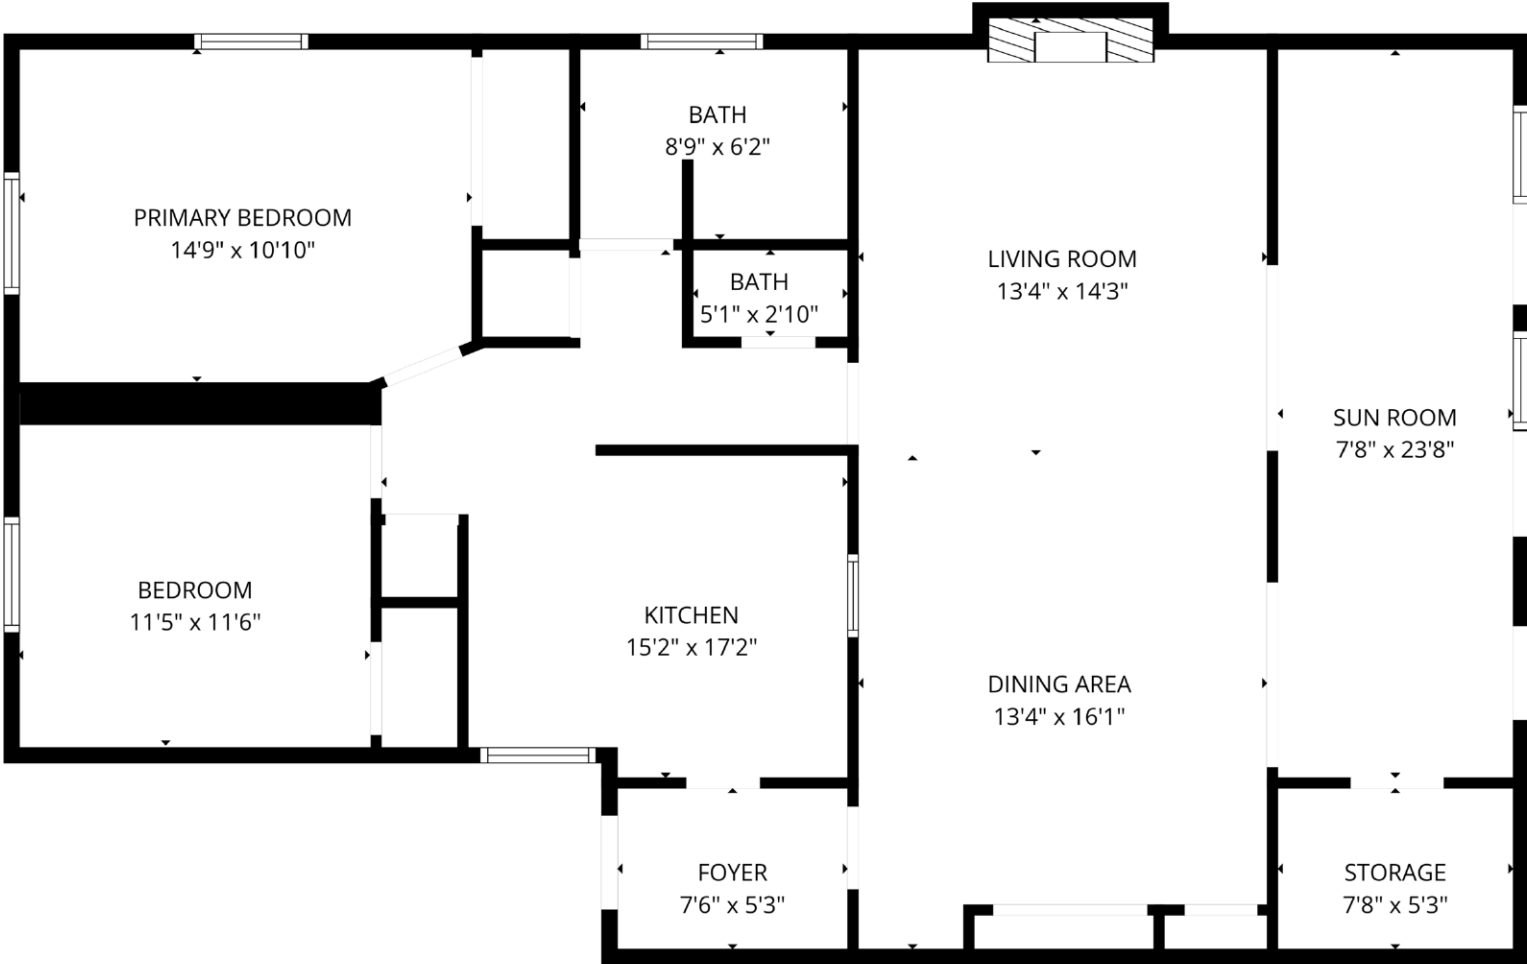 BATH
8'9" x 6'2"
PRIMARY BEDROOM
14'9" x 10'10"
LIVING ROOM
13'4" x 14'3"
BATH
5'1" x 2'10"
SUN ROOM
7'8" x 23'8"
BEDROOM
11'5" x 11'6"
KITCHEN
15'2" x 17'2"
DINING AREA
13'4" x 16'1"
FOYER
7'6" x 5'3"
STORAGE
7'8" x 5'3"